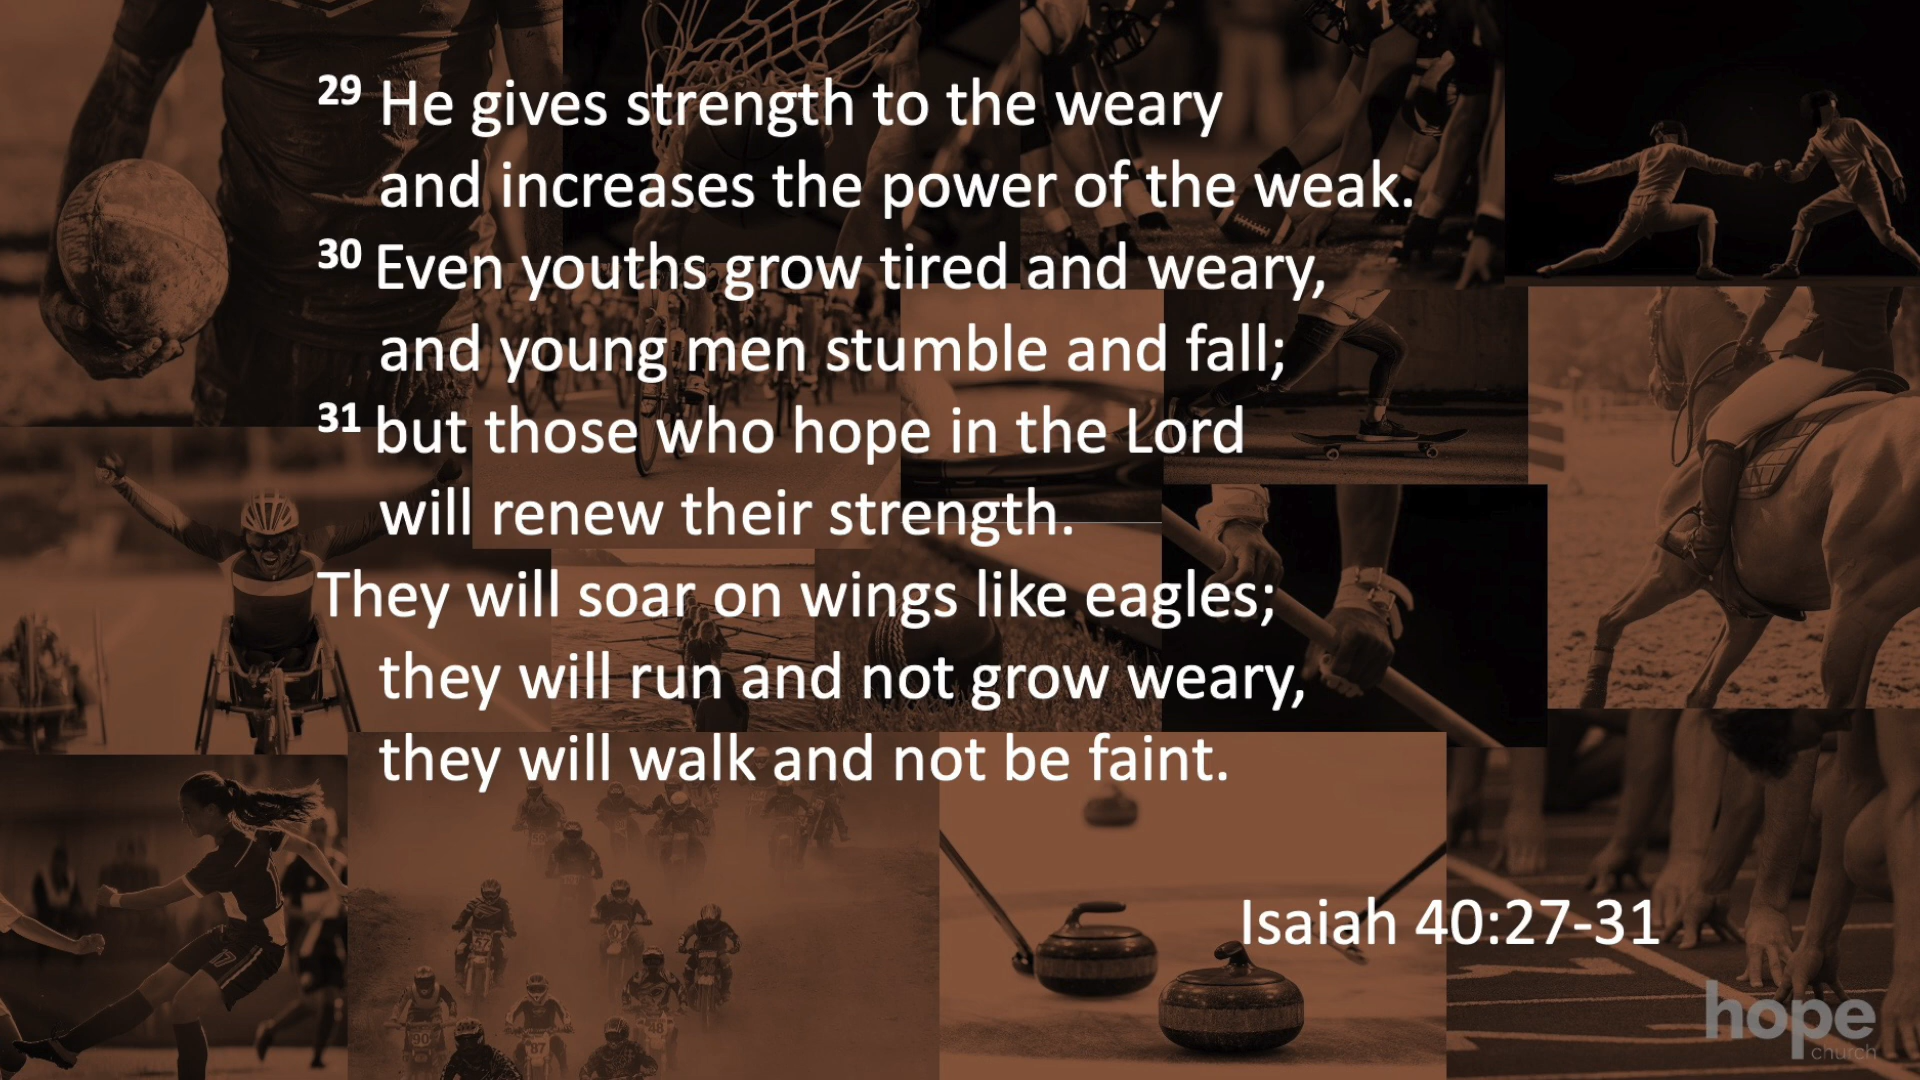 29 He gives strength to the weary
and increases the power of the weak.
30 Even youths grow tired and weary,
and young men stumble and fall;
31 but those who hope in the Lord
will renew their strength.
They will soar on wings like eagles;
they will run and not grow weary,
they will walk and not be faint.
Isaiah 40:27-31
hope
church